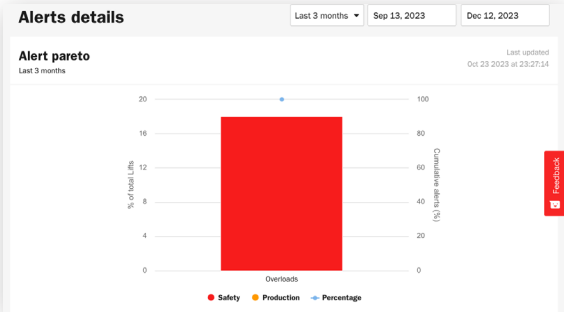 Alerts details
Last 3 months
Sep 13, 2023
Dec 12, 2023
Alert pareto
Last 3 months
Last updated
Oct 23 2023 at 23:27:14
20
16
12
8
4
0
% of total Lifts
100
80
60
40
20
0
Cumulative alerts (%)
Overloads
Safety Production Percentage
Feedback